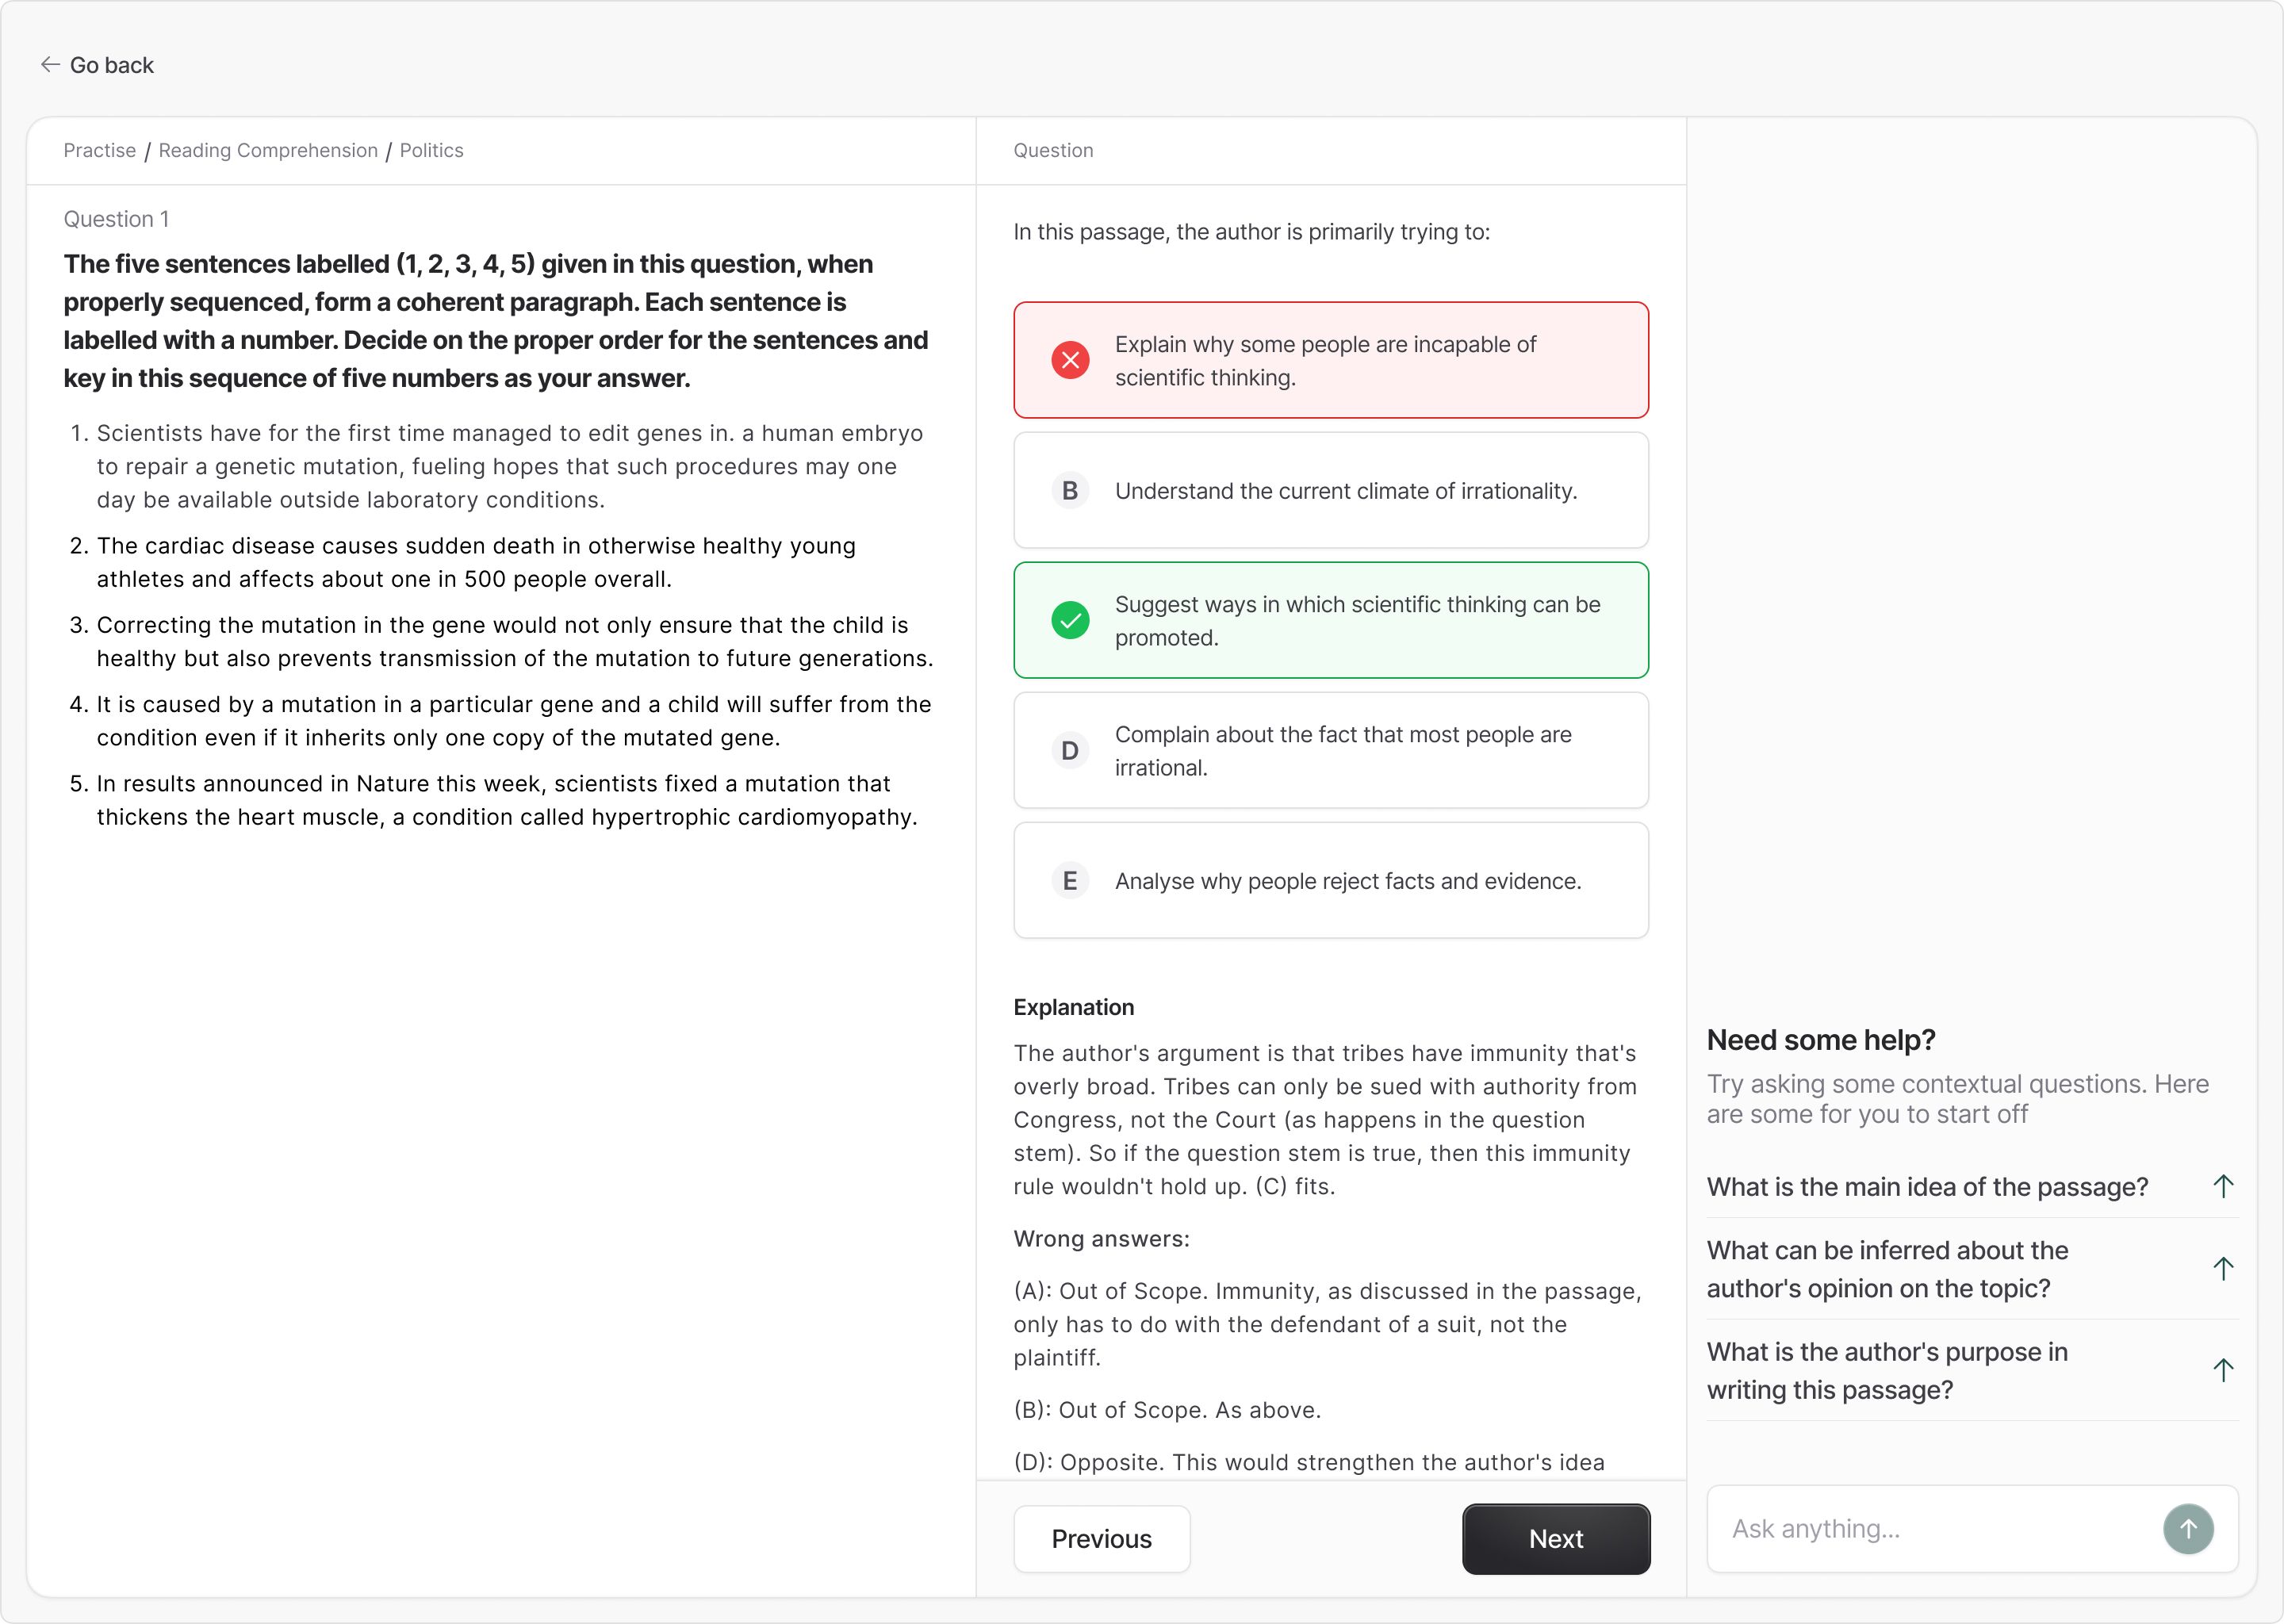 Go back
Practise / Reading Comprehension / Politics
Question 1
The five sentences labelled (1, 2, 3, 4, 5) given in this question, when
properly sequenced, form a coherent paragraph. Each sentence is
labelled with a number. Decide on the proper order for the sentences and
key in this sequence of five numbers as your answer.
1. Scientists have for the first time managed to edit genes in. a human embryo
to repair a genetic mutation, fueling hopes that such procedures may one
day be available outside laboratory conditions.
2. The cardiac disease causes sudden death in otherwise healthy young
athletes and affects about one in 500 people overall.
3. Correcting the mutation in the gene would not only ensure that the child is
healthy but also prevents transmission of the mutation to future generations.
4. It is caused by a mutation in a particular gene and a child will suffer from the
condition even if it inherits only one copy of the mutated gene.
5. In results announced in Nature this week, scientists fixed a mutation that
thickens the heart muscle, a condition called hypertrophic cardiomyopathy.
Question
In this passage, the author is primarily trying to:
Explain why some people are incapable of
scientific thinking.
B Understand the current climate of irrationality.
Suggest ways in which scientific thinking can be
promoted.
D Complain about the fact that most people are
irrational.
E Analyse why people reject facts and evidence.
Explanation
The author's argument is that tribes have immunity that's
overly broad. Tribes can only be sued with authority from
Congress, not the Court (as happens in the question
stem). So if the question stem is true, then this immunity
rule wouldn't hold up. (C) fits.
Wrong answers:
(A): Out of Scope. Immunity, as discussed in the passage,
only has to do with the defendant of a suit, not the
plaintiff.
(B): Out of Scope. As above.
(D): Opposite. This would strengthen the author's idea
Previous
Next
Need some help?
Try asking some contextual questions. Here
are some for you to start off
What is the main idea of the passage?
What can be inferred about the
author's opinion on the topic?
What is the author's purpose in
writing this passage?
Ask anything...